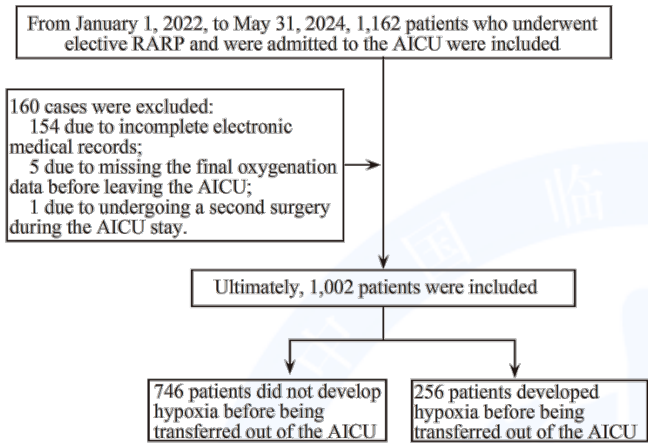 From January 1, 2022, to May 31, 2024, 1,162 patients who underwent
elective RARP and were admitted to the AICU were included
160 cases were excluded:
154 due to incomplete electronic
medical records;
5 due to missing the final oxygenation
data before leaving the AICU;
1 due to undergoing a second surgery
during the AICU stay.
Ultimately, 1,002 patients were included
746 patients did not develop
hypoxia before being
transferred out of the AICU
256 patients developed
hypoxia before being
transferred out of the AICU
中国临